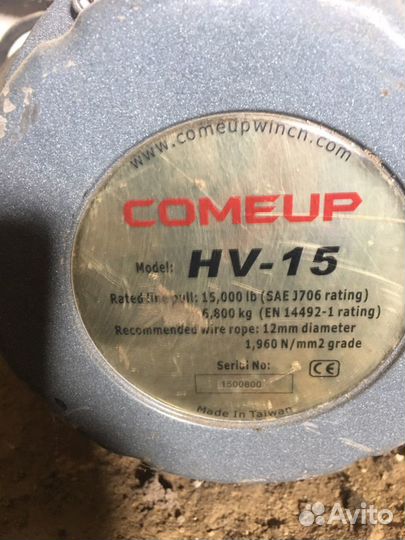 www.comeupwinch.com
COMEUP
Model: HV-15
Rated line pull: 15,000 lb (SAE J706 rating)
6,800 kg (EN 14492-1 rating)
Recommended wire rope: 12mm diameter
1,960 N/mm2 grade
Serial No:
1500800
CE
Made In Taiwan
Avito